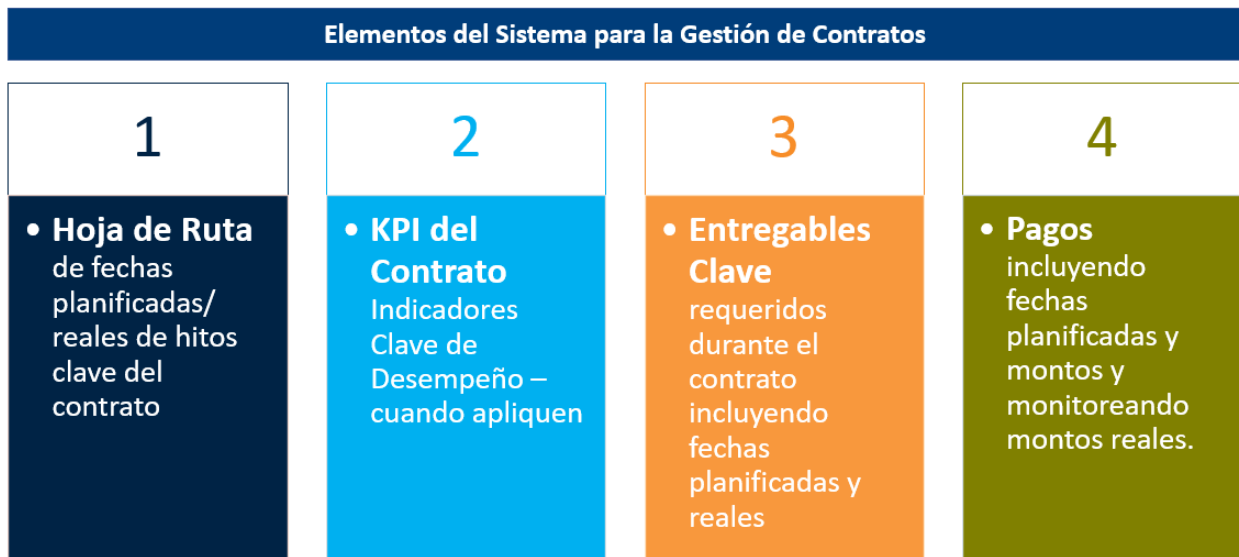 Elementos del Sistema para la Gestión de Contratos
1
• Hoja de Ruta
de fechas
planificadas/
reales de hitos
clave del
contrato
2
• KPI del
Contrato
Indicadores
Clave de
Desempeño –
cuando apliquen
3
• Entregables
Clave
requeridos
durante el
contrato
incluyendo
fechas
planificadas y
reales
4
• Pagos
incluyendo
fechas
planificadas y
montos y
monitoreando
montos reales.